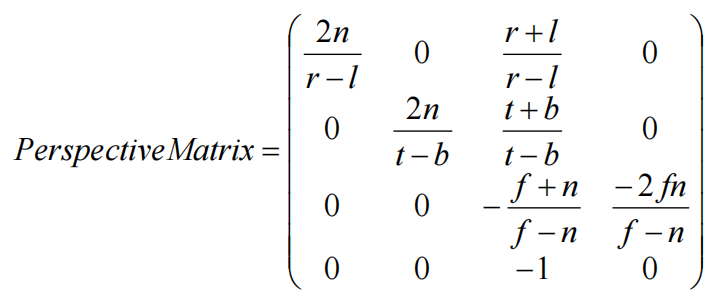 PerspectiveMatrix = 
( 2n/(r−l) 0 (r+l)/(r−l) 0 )
( 0 2n/(t−b) (t+b)/(t−b) 0 )
( 0 0 −(f+n)/(f−n) (−2fn)/(f−n) )
( 0 0 −1 0 )